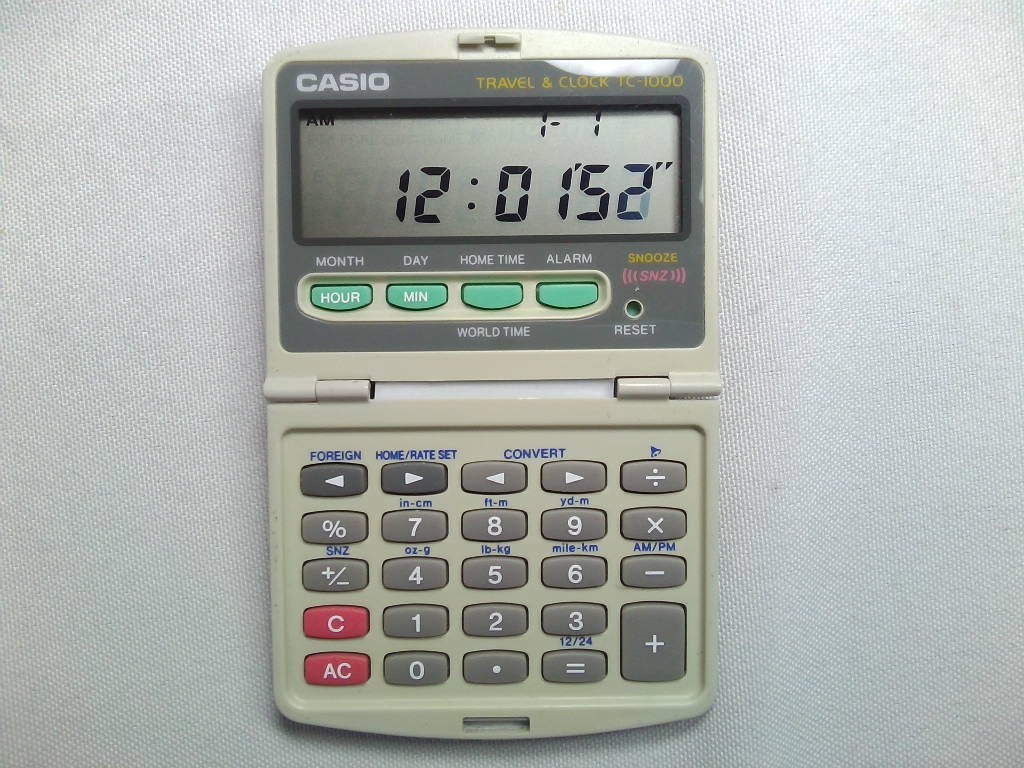 CASIO TRAVEL & CLOCK TC-1000
AM 1- 1
12:01'52"
MONTH DAY HOME TIME ALARM SNOOZE
(((SNZ)))
HOUR MIN
WORLD TIME RESET
FOREIGN HOME/RATE SET CONVERT
◄ ► ◄ ► ÷
in-cm ft-m yd-m
% 7 8 9 ×
SNZ oz-g lb-kg mile-km AM/PM
+/− 4 5 6 −
C 1 2 3 +
12/24
AC 0 · =